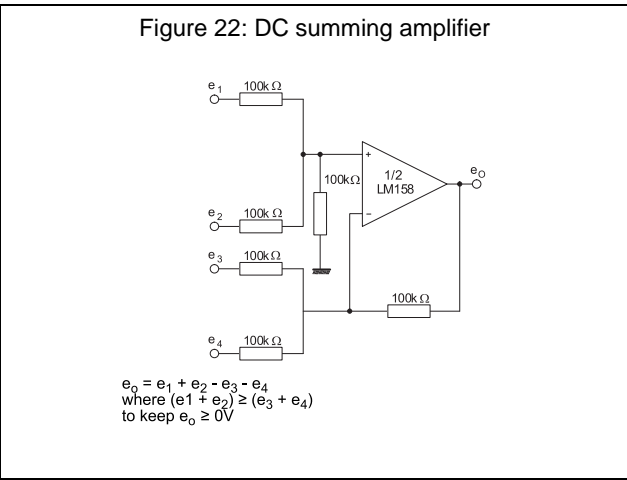 Figure 22: DC summing amplifier
e1
100kΩ
100kΩ
+
1/2
LM158
eO
e2
100kΩ
−
e3
100kΩ
100kΩ
e4
100kΩ
eo = e1 + e2 - e3 - e4
where (e1 + e2) ≥ (e3 + e4)
to keep eo ≥ 0V